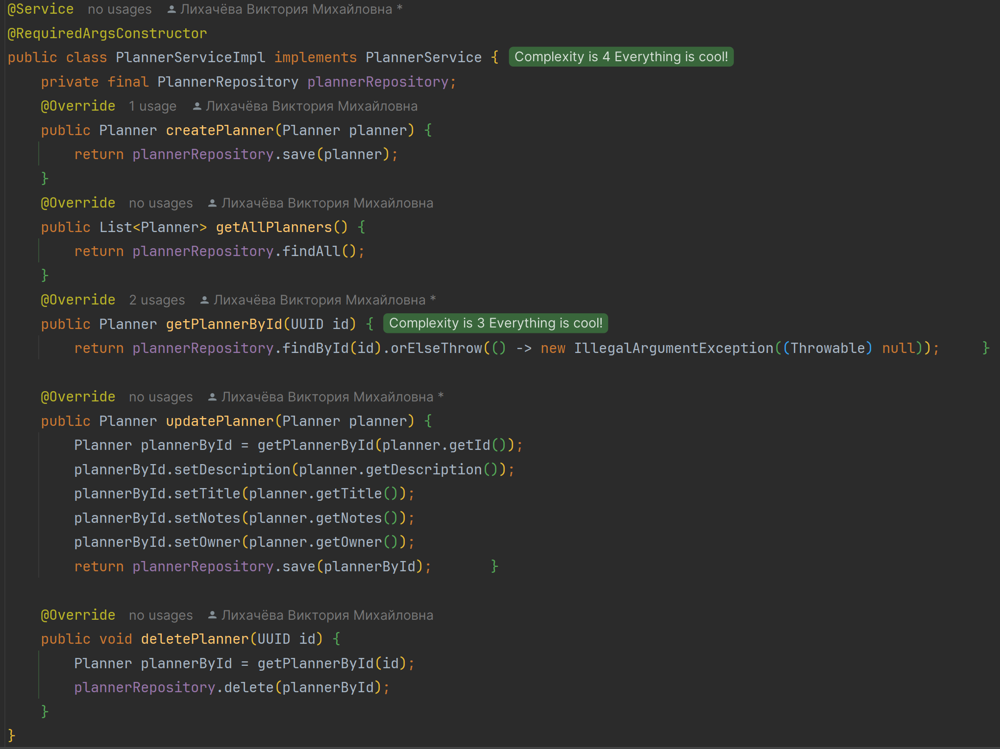 @Service no usages Лихачёва Виктория Михайловна *
@RequiredArgsConstructor
public class PlannerServiceImpl implements PlannerService { Complexity is 4 Everything is cool!
    private final PlannerRepository plannerRepository;
    @Override 1 usage Лихачёва Виктория Михайловна
    public Planner createPlanner(Planner planner) {
        return plannerRepository.save(planner);
    }
    @Override no usages Лихачёва Виктория Михайловна
    public List<Planner> getAllPlanners() {
        return plannerRepository.findAll();
    }
    @Override 2 usages Лихачёва Виктория Михайловна *
    public Planner getPlannerById(UUID id) { Complexity is 3 Everything is cool!
        return plannerRepository.findById(id).orElseThrow(() -> new IllegalArgumentException((Throwable) null)); }
    @Override no usages Лихачёва Виктория Михайловна *
    public Planner updatePlanner(Planner planner) {
        Planner plannerById = getPlannerById(planner.getId());
        plannerById.setDescription(planner.getDescription());
        plannerById.setTitle(planner.getTitle());
        plannerById.setNotes(planner.getNotes());
        plannerById.setOwner(planner.getOwner());
        return plannerRepository.save(plannerById); }
    @Override no usages Лихачёва Виктория Михайловна
    public void deletePlanner(UUID id) {
        Planner plannerById = getPlannerById(id);
        plannerRepository.delete(plannerById);
    }
}